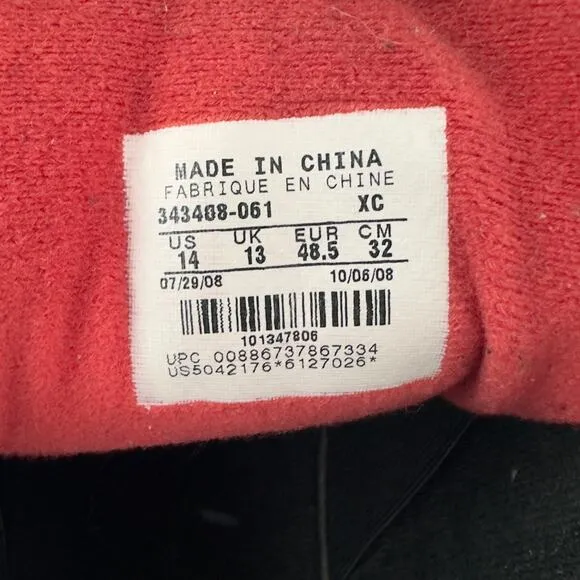 MADE IN CHINA
FABRIQUE EN CHINE
343408-061 XC
US UK EUR CM
14 13 48.5 32
07/29/08 10/06/08
101347806
UPC 00886737867334
US5042176*6127026*